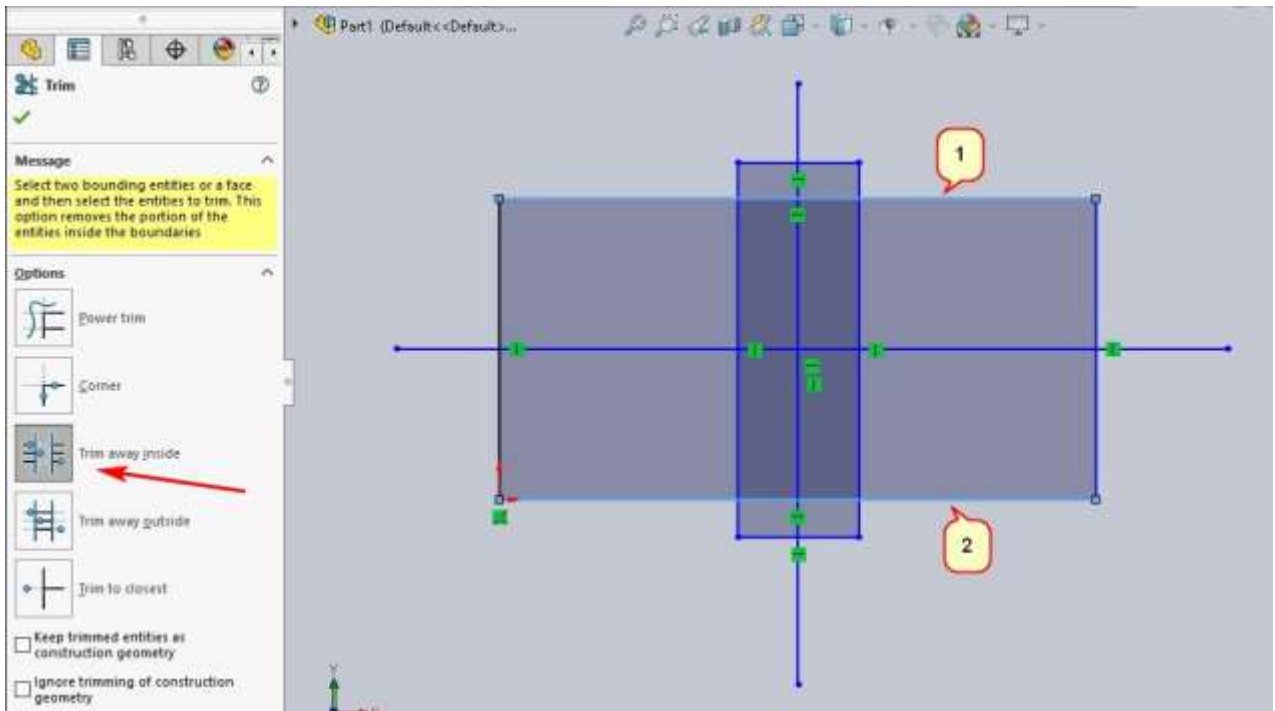 Part1 (Default<<Default>...
Trim
Message
Select two bounding entities or a face
and then select the entities to trim. This
option removes the portion of the
entities inside the boundaries
Options
Power trim
Corner
Trim away inside
Trim away outside
Trim to closest
Keep trimmed entities as
construction geometry
Ignore trimming of construction
geometry
1
2
Y
X